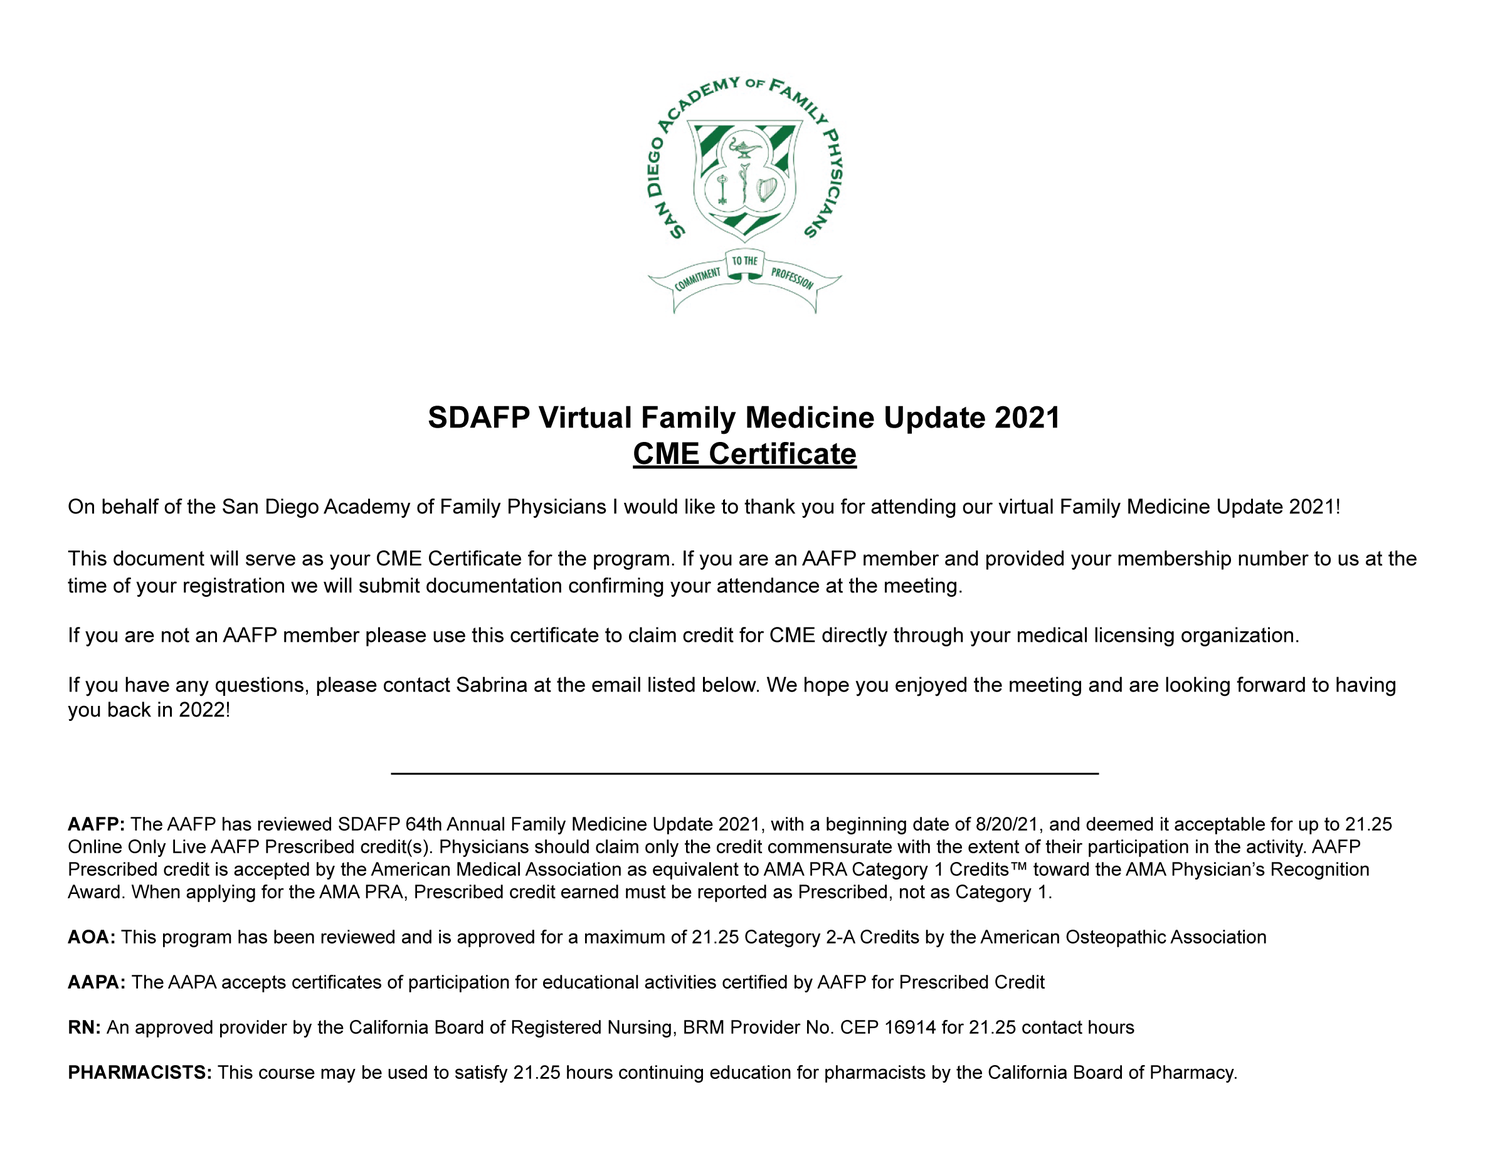 SAN DIEGO ACADEMY OF FAMILY PHYSICIANS
COMMITMENT TO THE PROFESSION
SDAFP Virtual Family Medicine Update 2021
CME Certificate
On behalf of the San Diego Academy of Family Physicians I would like to thank you for attending our virtual Family Medicine Update 2021!
This document will serve as your CME Certificate for the program. If you are an AAFP member and provided your membership number to us at the
time of your registration we will submit documentation confirming your attendance at the meeting.
If you are not an AAFP member please use this certificate to claim credit for CME directly through your medical licensing organization.
If you have any questions, please contact Sabrina at the email listed below. We hope you enjoyed the meeting and are looking forward to having
you back in 2022!
AAFP: The AAFP has reviewed SDAFP 64th Annual Family Medicine Update 2021, with a beginning date of 8/20/21, and deemed it acceptable for up to 21.25
Online Only Live AAFP Prescribed credit(s). Physicians should claim only the credit commensurate with the extent of their participation in the activity. AAFP
Prescribed credit is accepted by the American Medical Association as equivalent to AMA PRA Category 1 Credits™ toward the AMA Physician's Recognition
Award. When applying for the AMA PRA, Prescribed credit earned must be reported as Prescribed, not as Category 1.
AOA: This program has been reviewed and is approved for a maximum of 21.25 Category 2-A Credits by the American Osteopathic Association
AAPA: The AAPA accepts certificates of participation for educational activities certified by AAFP for Prescribed Credit
RN: An approved provider by the California Board of Registered Nursing, BRM Provider No. CEP 16914 for 21.25 contact hours
PHARMACISTS: This course may be used to satisfy 21.25 hours continuing education for pharmacists by the California Board of Pharmacy.